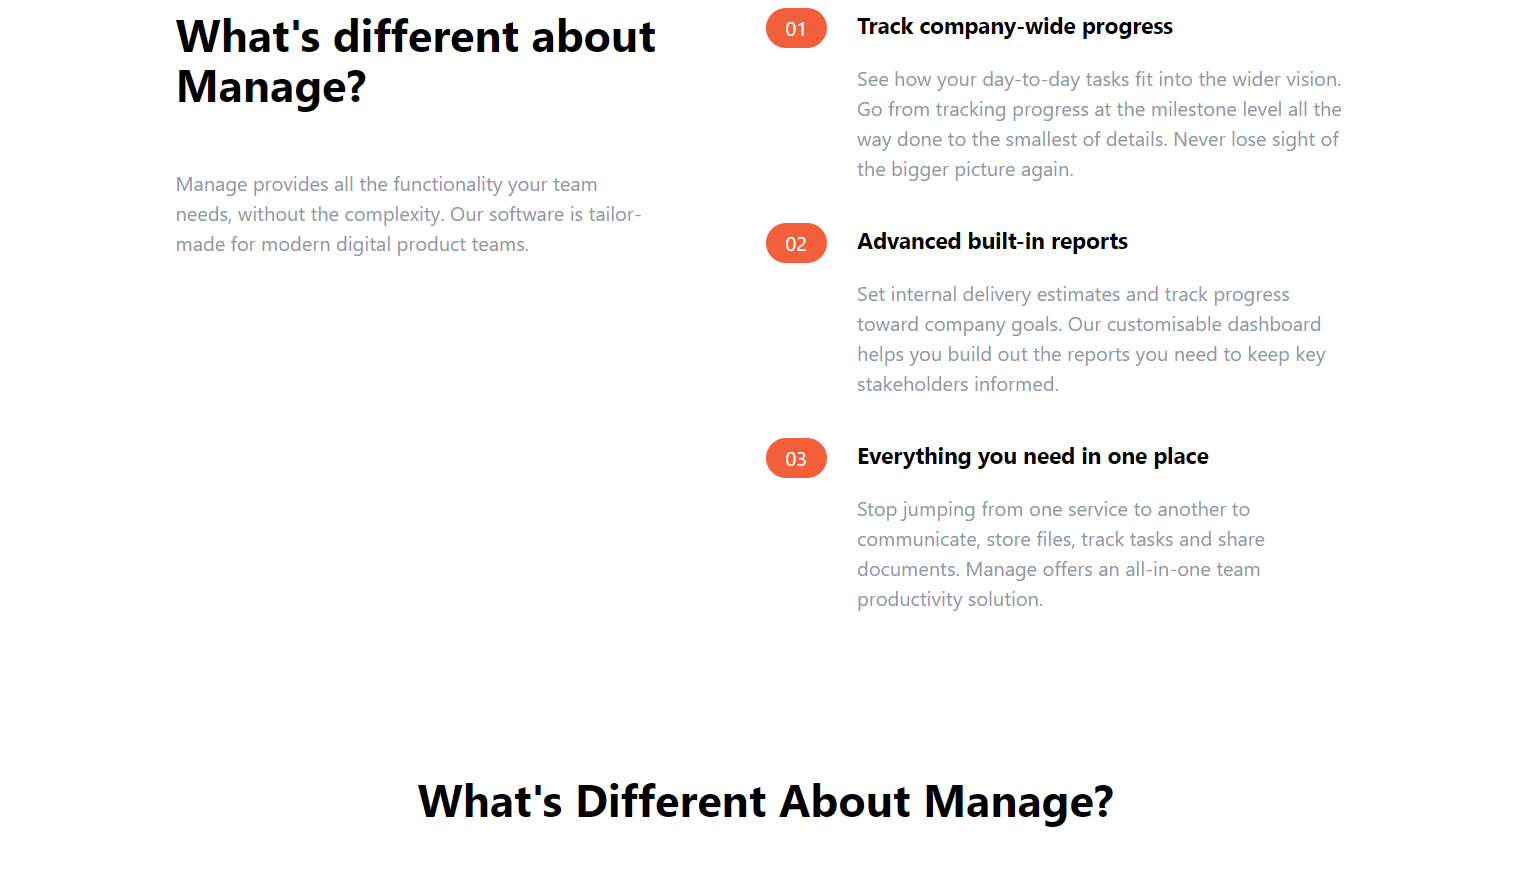 What's different about
Manage?
Manage provides all the functionality your team
needs, without the complexity. Our software is tailor-
made for modern digital product teams.
01
Track company-wide progress
See how your day-to-day tasks fit into the wider vision.
Go from tracking progress at the milestone level all the
way done to the smallest of details. Never lose sight of
the bigger picture again.
02
Advanced built-in reports
Set internal delivery estimates and track progress
toward company goals. Our customisable dashboard
helps you build out the reports you need to keep key
stakeholders informed.
03
Everything you need in one place
Stop jumping from one service to another to
communicate, store files, track tasks and share
documents. Manage offers an all-in-one team
productivity solution.
What's Different About Manage?